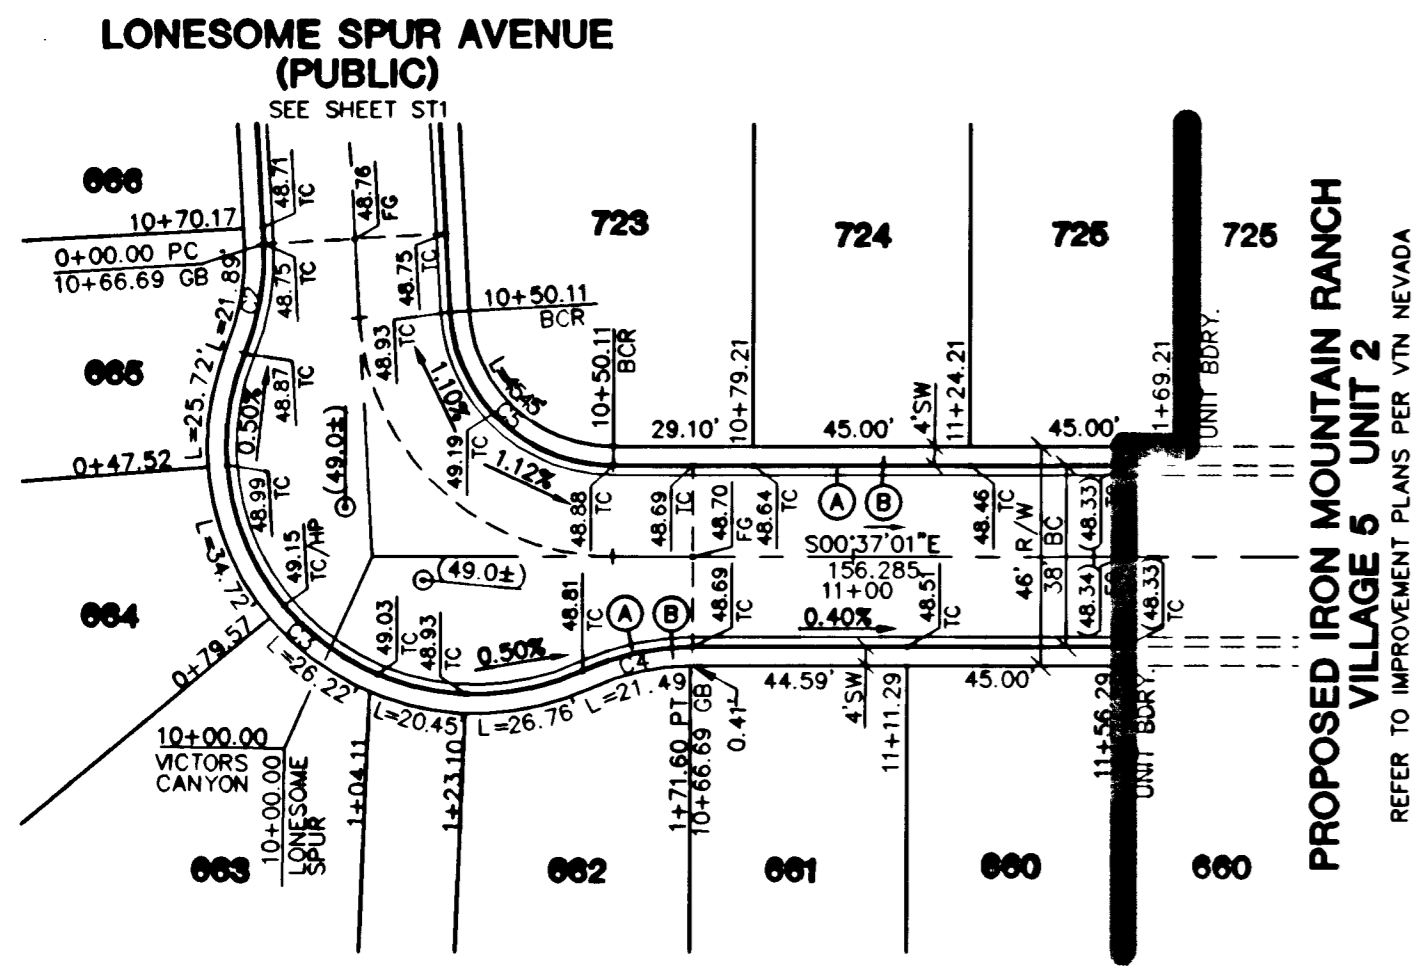 LONESOME SPUR AVENUE
(PUBLIC)
SEE SHEET ST1
666
10+70.17
0+00.00 PC
10+66.69 GB
48.71
TC
48.76
FG
48.75
TC
48.75
TC
L=21.89'
C2
10+50.11
BCR
48.93
TC
1.10%
L=45.45'
C5
723
724
725
725
10+50.11
BCR
29.10'
10+79.21
45.00'
4'SW
11+24.21
45.00'
1+69.21
UNIT BDRY.
665
L=25.72'
0.50%
48.87
TC
0+47.52
48.99
TC
(49.0±)
49.19
TC
1.12%
48.88
TC
48.69
TC
48.70
FG
48.64
TC
A
B
48.46
TC
46' R/W
38' BC
(48.33)
S00°37'01"E
156.285
11+00
0.40%
48.51
TC
(48.34)
(48.33)
TC
664
L=34.72'
49.15
TC/HP
(49.0±)
48.81
TC
A
B
48.69
TC
0+79.57
C3
L=26.22'
49.03
TC
48.93
TC
0.50%
C4
L=20.45'
L=26.76'
L=21.49'
0.41'
44.59'
4'SW
45.00'
10+00.00
VICTORS
CANYON
10+00.00
LONESOME
SPUR
1+04.11
1+23.10
1+71.60 PT
10+66.69 GB
11+11.29
11+56.29
UNIT BDRY.
663
662
661
660
660
PROPOSED IRON MOUNTAIN RANCH
VILLAGE 5 UNIT 2
REFER TO IMPROVEMENT PLANS PER VTN NEVADA